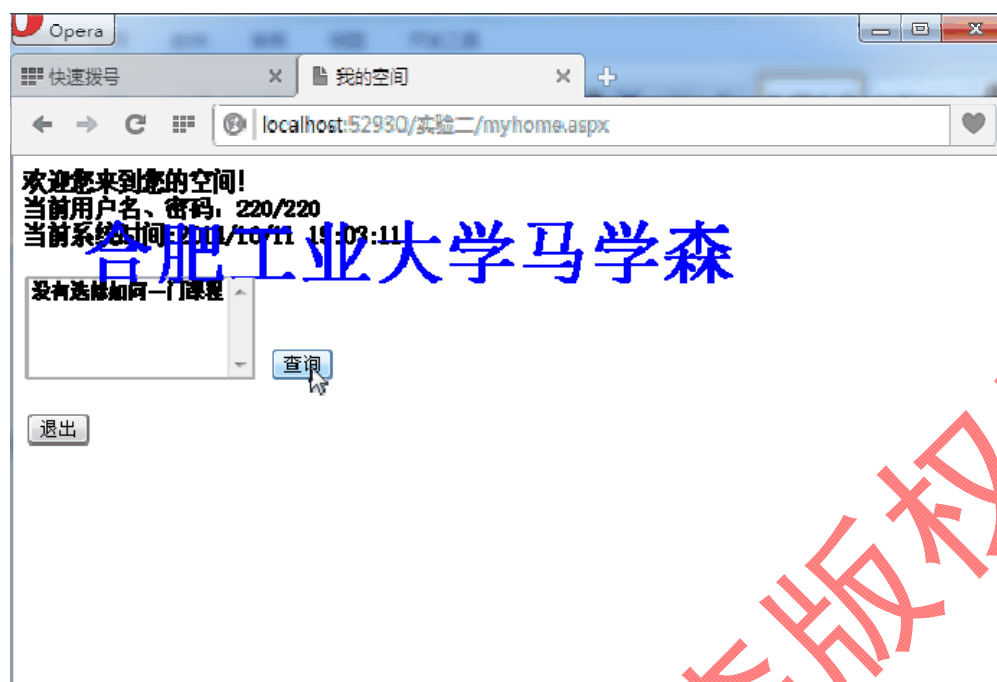 Opera
快速拨号
我的空间
localhost:52930/实验二/myhome.aspx
欢迎您来到您的空间!
当前用户名、密码：220/220
当前系统时间:2014/10/11 19:03:11
合肥工业大学马学森
没有选修如何一门课程
查询
退出
版权